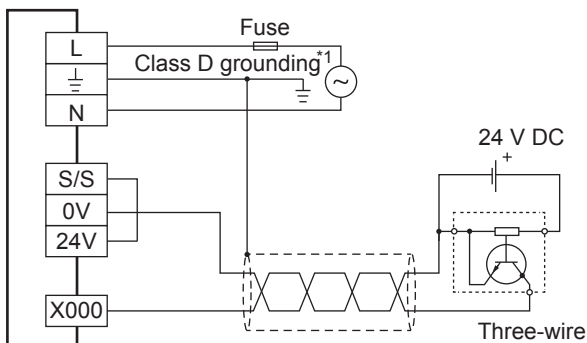 L
Fuse
Class D grounding*1
N
S/S
0V
24V
X000
24 V DC
+
Three-wire